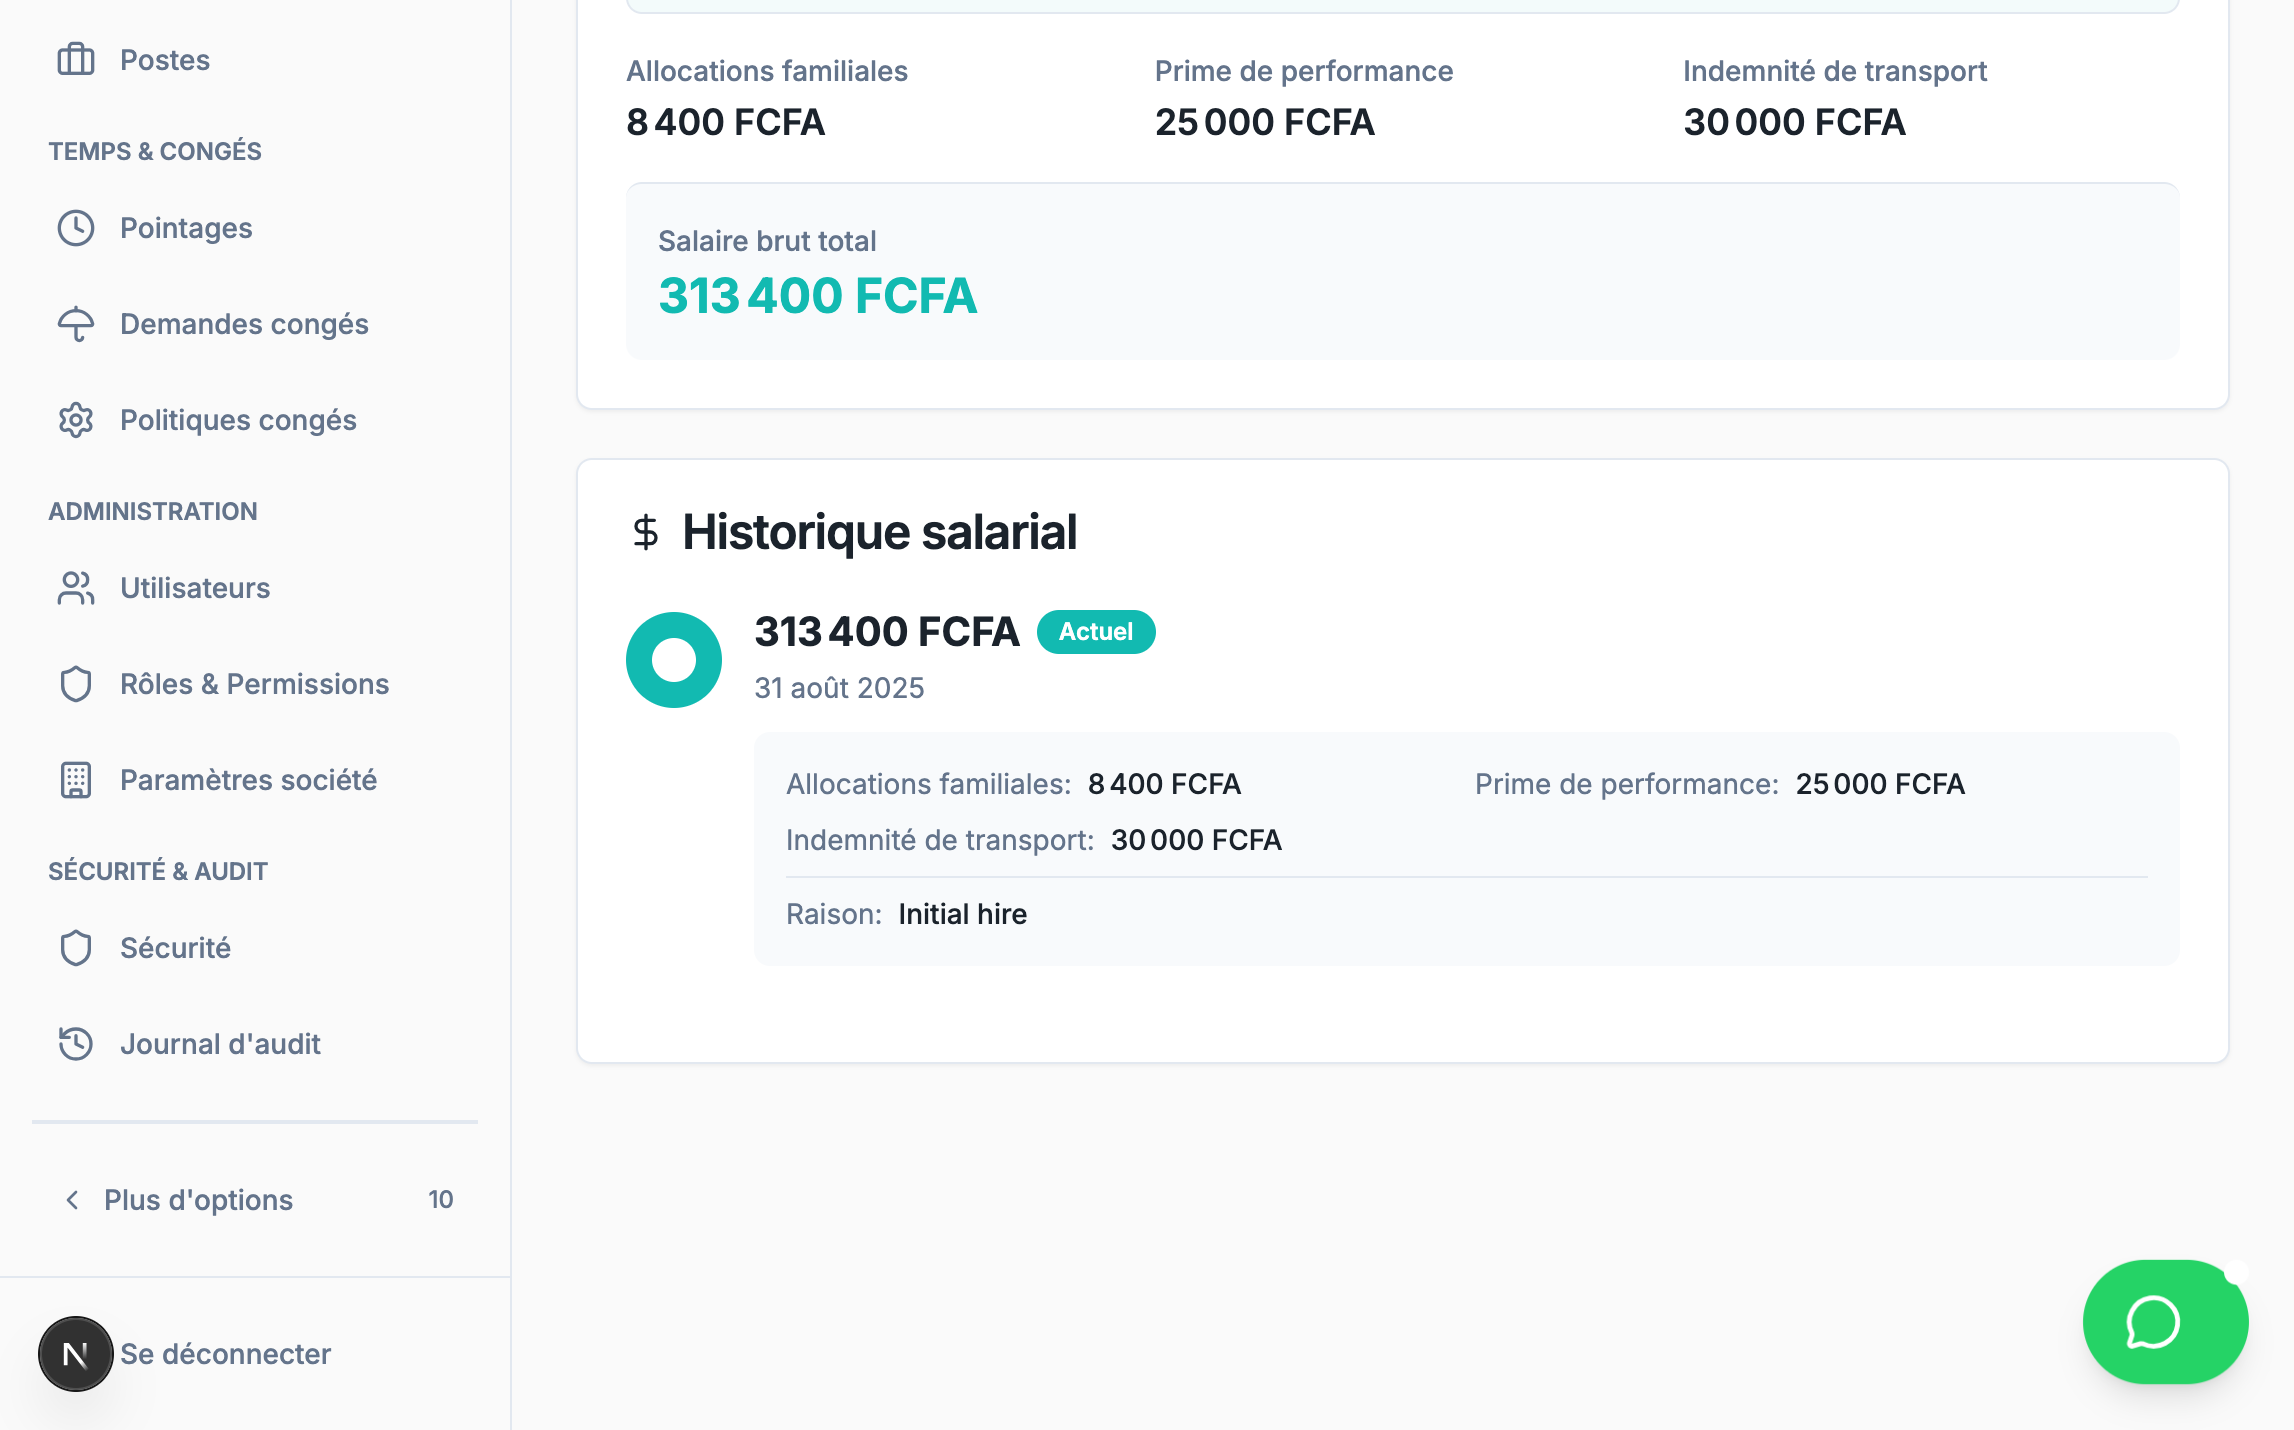 Postes
TEMPS & CONGÉS
Pointages
Demandes congés
Politiques congés
ADMINISTRATION
Utilisateurs
Rôles & Permissions
Paramètres société
SÉCURITÉ & AUDIT
Sécurité
Journal d'audit
Plus d'options 10
N Se déconnecter
Allocations familiales Prime de performance Indemnité de transport
8 400 FCFA 25 000 FCFA 30 000 FCFA
Salaire brut total
313 400 FCFA
$ Historique salarial
313 400 FCFA Actuel
31 août 2025
Allocations familiales: 8 400 FCFA Prime de performance: 25 000 FCFA
Indemnité de transport: 30 000 FCFA
Raison: Initial hire